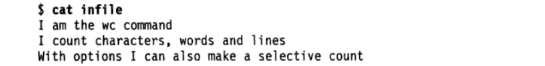 $ cat infile
I am the wc command
I count characters, words and lines
With options I can also make a selective count